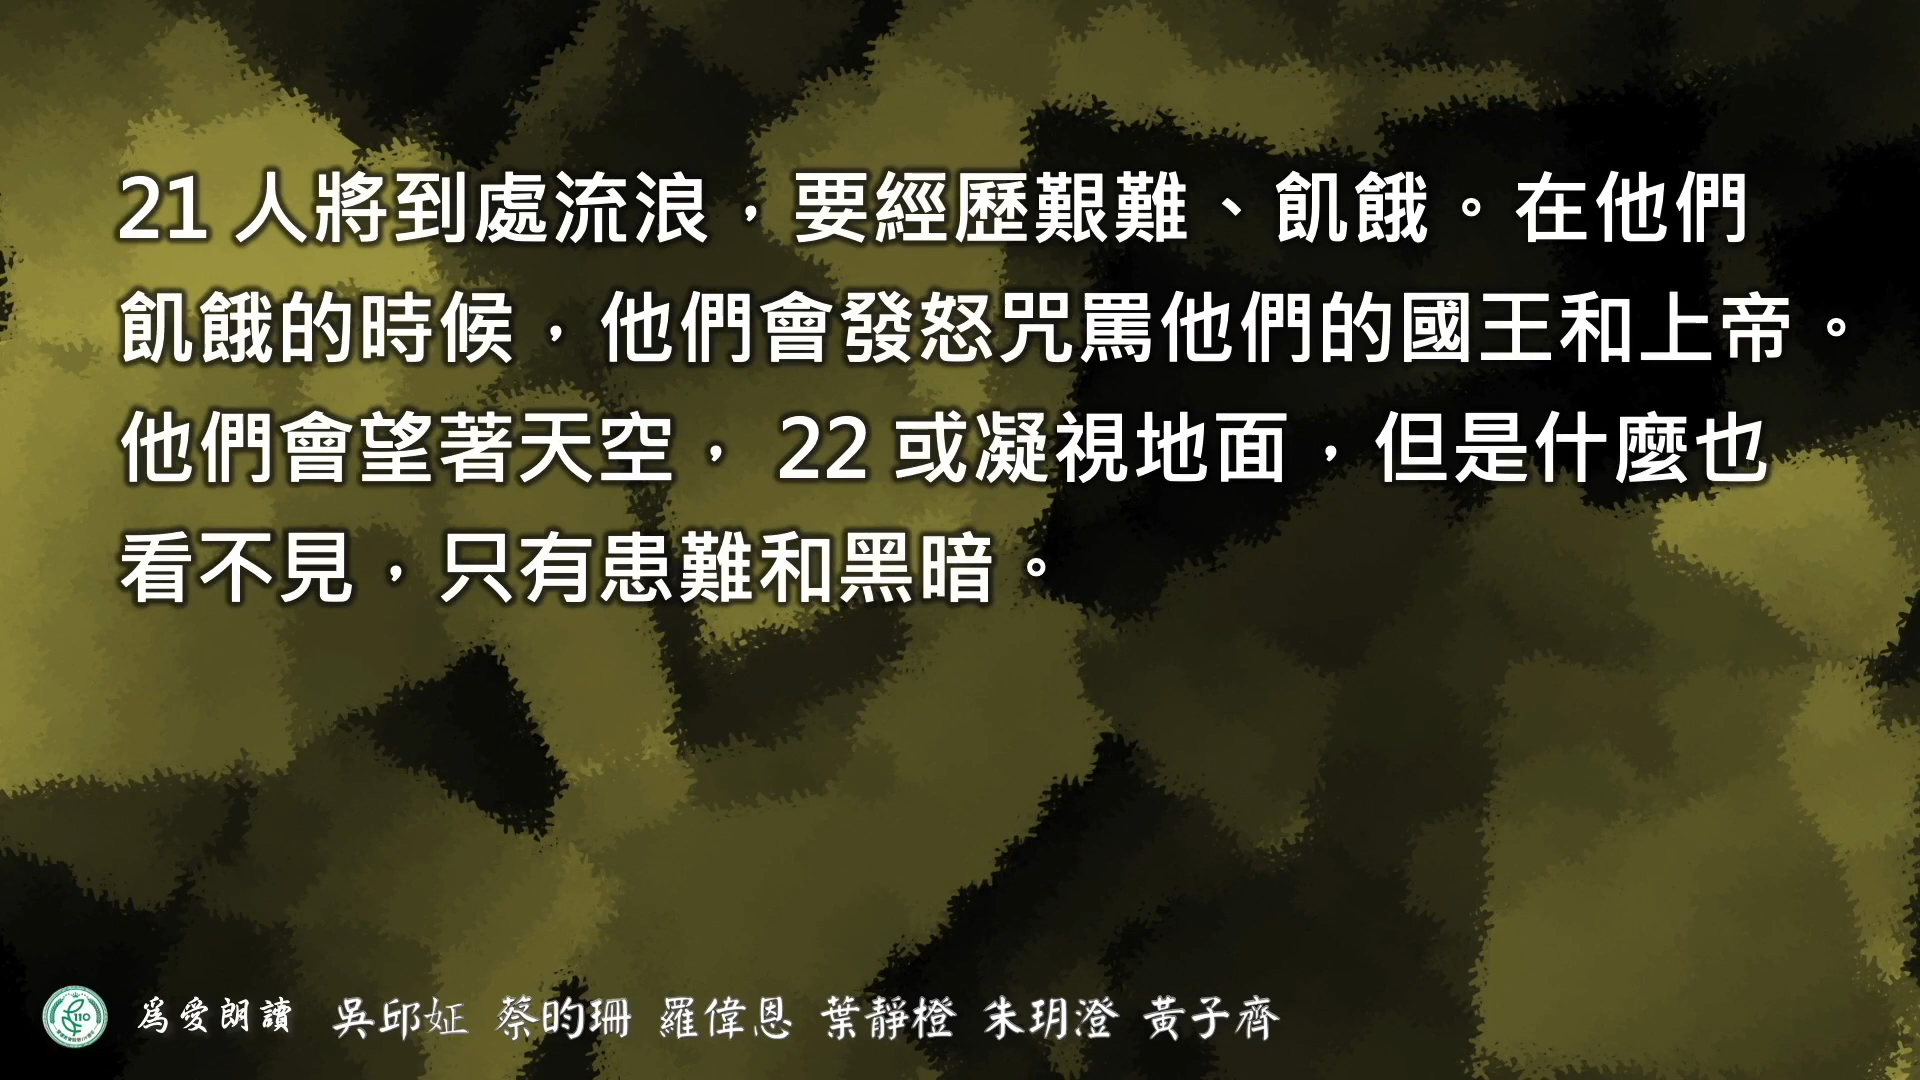 21 人將到處流浪，要經歷艱難、飢餓。在他們
飢餓的時候，他們會發怒咒罵他們的國王和上帝。
他們會望著天空， 22 或凝視地面，但是什麼也
看不見，只有患難和黑暗。
110
為愛朗讀 吳邱姃 蔡昀珊 羅偉恩 葉靜橙 朱玥澄 黃子齊